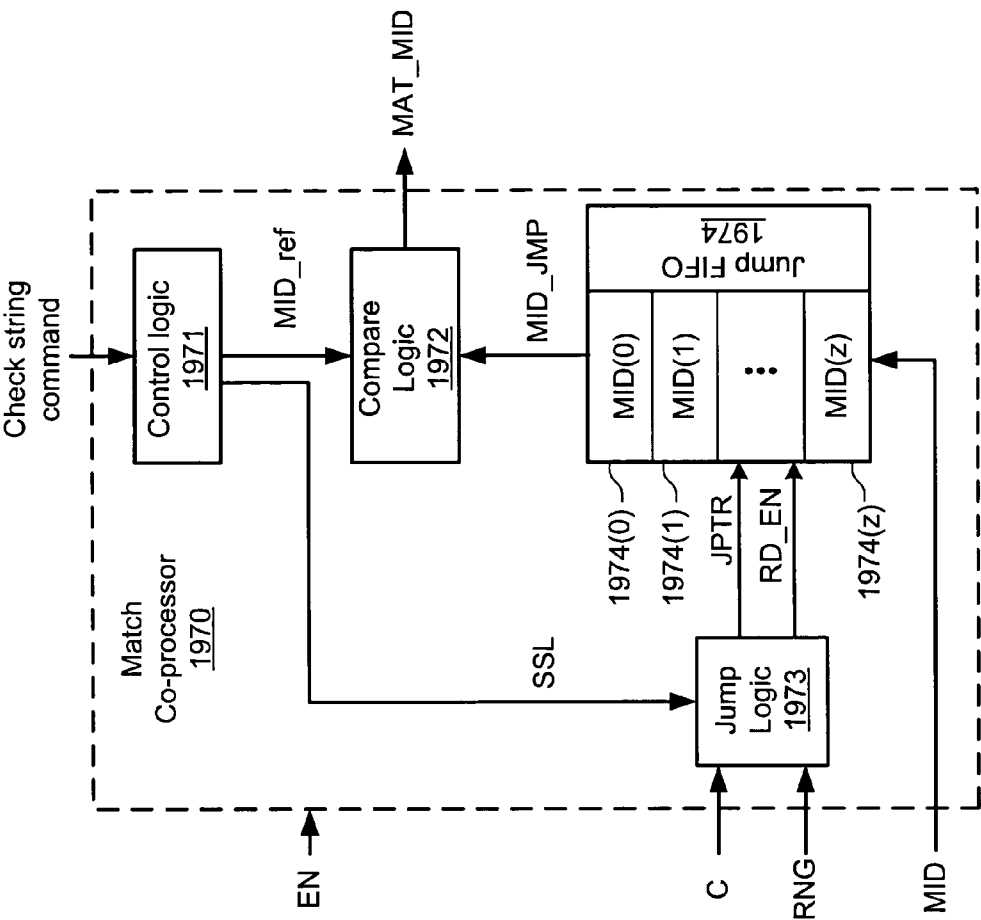 Check string
command
MAT_MID
Control logic
1971
MID_ref
Compare
Logic
1972
MID_JMP
Jump FIFO
1974
MID(0)
MID(1)
•••
MID(z)
1974(0)
1974(1)
JPTR
RD_EN
1974(z)
Match
Co-processor
1970
SSL
Jump
Logic
1973
EN
C
RNG
MID